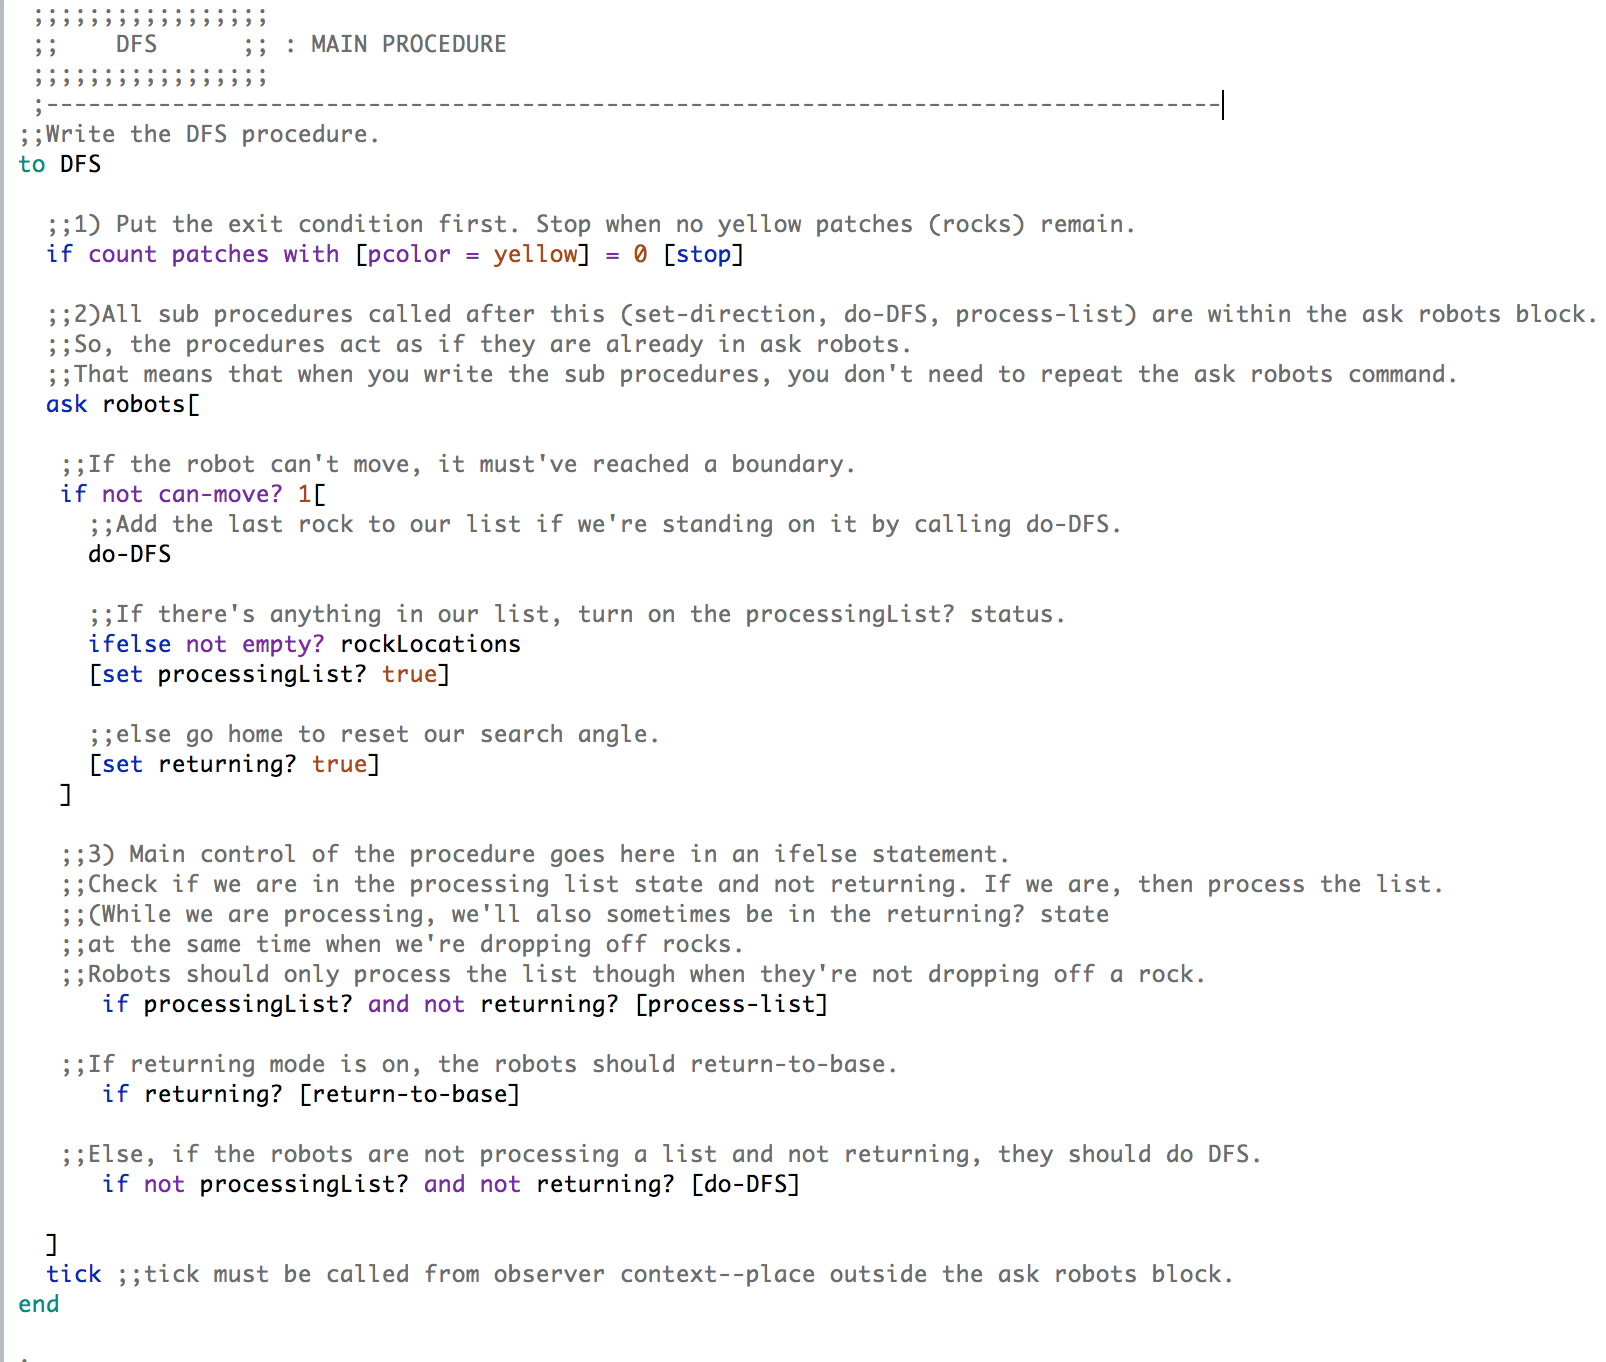 ;;;;;;;;;;;;;;;;;
;;    DFS      ;; : MAIN PROCEDURE
;;;;;;;;;;;;;;;;;
;------------------------------------------------------------------------------------
;;Write the DFS procedure.
to DFS
;;1) Put the exit condition first. Stop when no yellow patches (rocks) remain.
if count patches with [pcolor = yellow] = 0 [stop]
;;2)All sub procedures called after this (set-direction, do-DFS, process-list) are within the ask robots block.
;;So, the procedures act as if they are already in ask robots.
;;That means that when you write the sub procedures, you don't need to repeat the ask robots command.
ask robots[
;;If the robot can't move, it must've reached a boundary.
if not can-move? 1[
;;Add the last rock to our list if we're standing on it by calling do-DFS.
do-DFS
;;If there's anything in our list, turn on the processingList? status.
ifelse not empty? rockLocations
[set processingList? true]
;;else go home to reset our search angle.
[set returning? true]
]
;;3) Main control of the procedure goes here in an ifelse statement.
;;Check if we are in the processing list state and not returning. If we are, then process the list.
;;(While we are processing, we'll also sometimes be in the returning? state
;;at the same time when we're dropping off rocks.
;;Robots should only process the list though when they're not dropping off a rock.
if processingList? and not returning? [process-list]
;;If returning mode is on, the robots should return-to-base.
if returning? [return-to-base]
;;Else, if the robots are not processing a list and not returning, they should do DFS.
if not processingList? and not returning? [do-DFS]
]
tick ;;tick must be called from observer context--place outside the ask robots block.
end